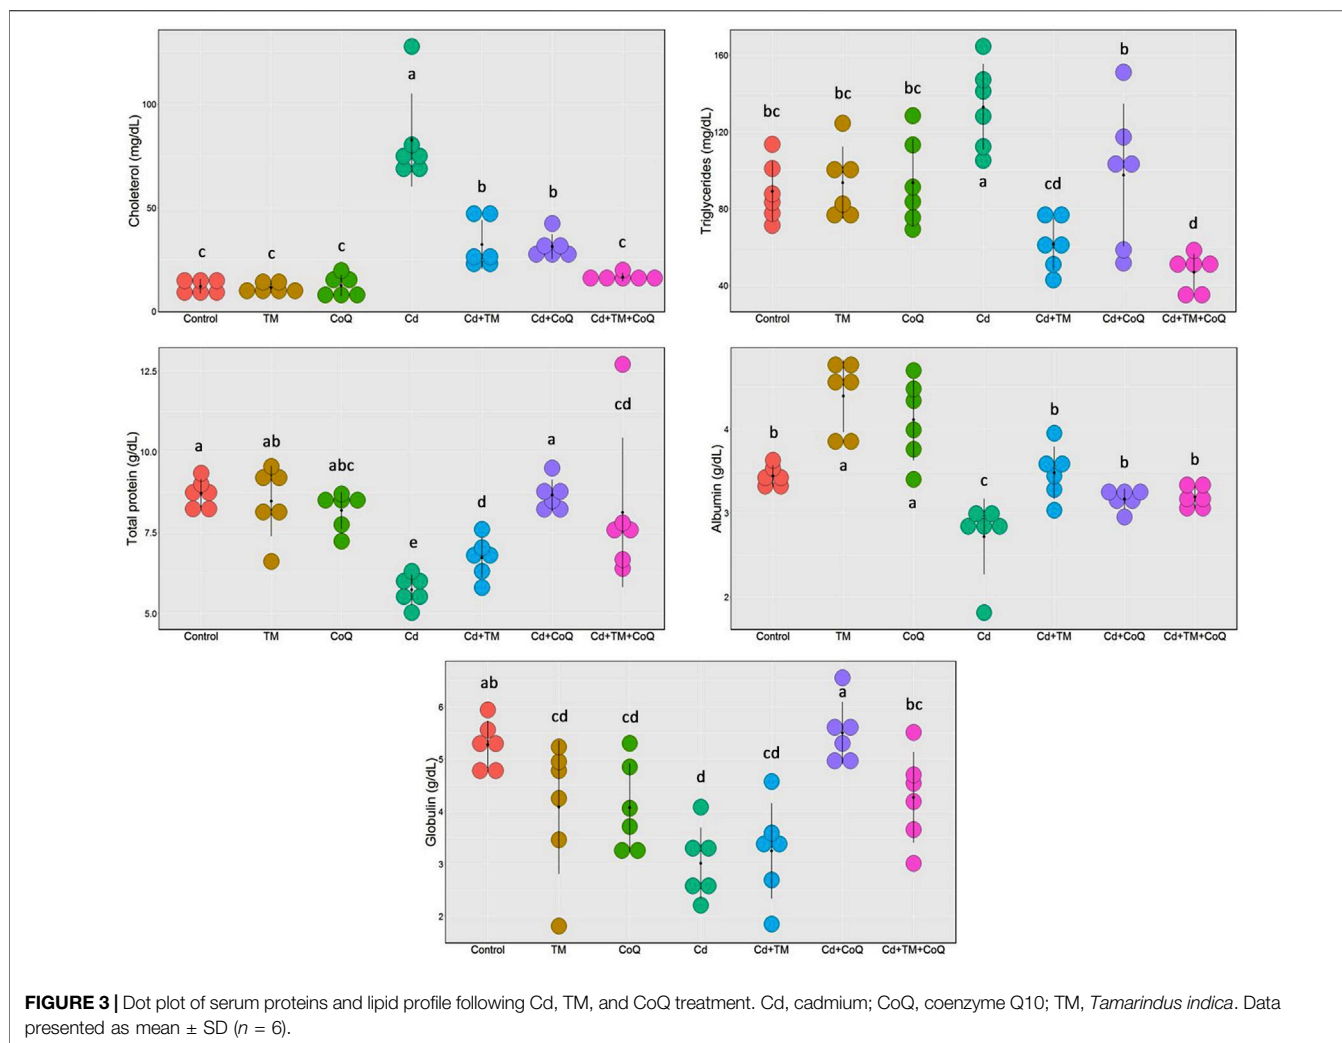 Choleterol (mg/dL)
100
50
0
c
c
c
a
b
b
c
Control
TM
CoQ
Cd
Cd+TM
Cd+CoQ
Cd+TM+CoQ
Triglycerides (mg/dL)
160
120
80
40
bc
bc
bc
a
cd
b
d
Control
TM
CoQ
Cd
Cd+TM
Cd+CoQ
Cd+TM+CoQ
Total protein (g/dL)
12.5
10.0
7.5
5.0
a
ab
abc
e
d
a
cd
Control
TM
CoQ
Cd
Cd+TM
Cd+CoQ
Cd+TM+CoQ
Albumin (g/dL)
4
3
2
b
a
a
c
b
b
b
Control
TM
CoQ
Cd
Cd+TM
Cd+CoQ
Cd+TM+CoQ
Globulin (g/dL)
6
5
4
3
2
ab
cd
cd
d
cd
a
bc
Control
TM
CoQ
Cd
Cd+TM
Cd+CoQ
Cd+TM+CoQ
FIGURE 3 | Dot plot of serum proteins and lipid profile following Cd, TM, and CoQ treatment. Cd, cadmium; CoQ, coenzyme Q10; TM, Tamarindus indica. Data
presented as mean ± SD (n = 6).